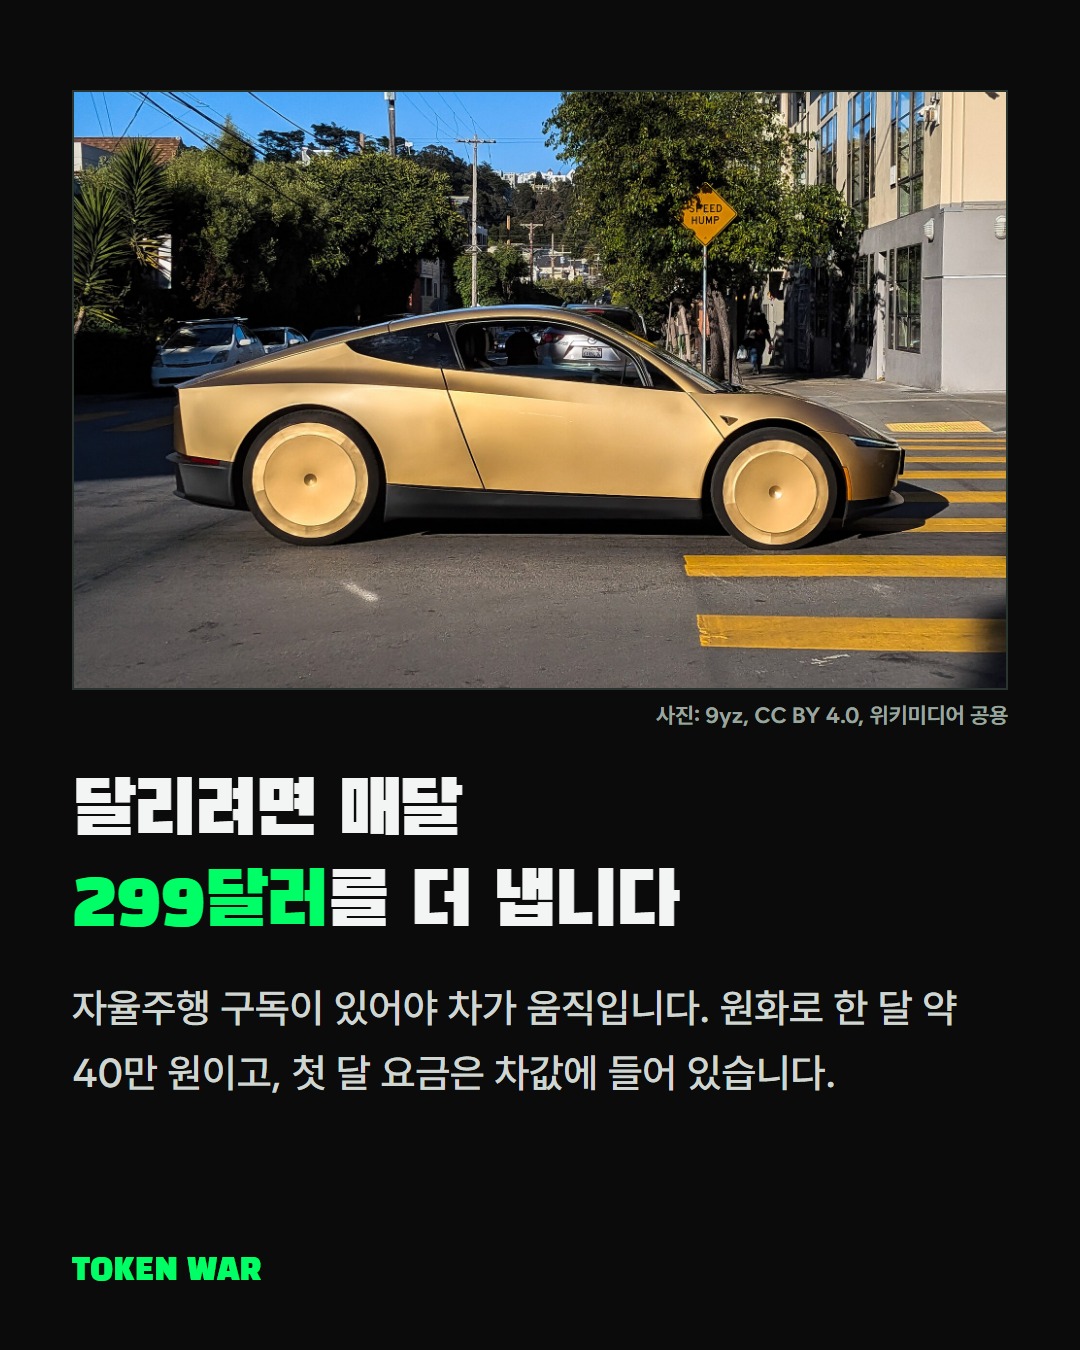 SPEED
HUMP
사진: 9yz, CC BY 4.0, 위키미디어 공용
달리려면 매달
299달러를 더 냅니다
자율주행 구독이 있어야 차가 움직입니다. 원화로 한 달 약
40만 원이고, 첫 달 요금은 차값에 들어 있습니다.
TOKEN WAR